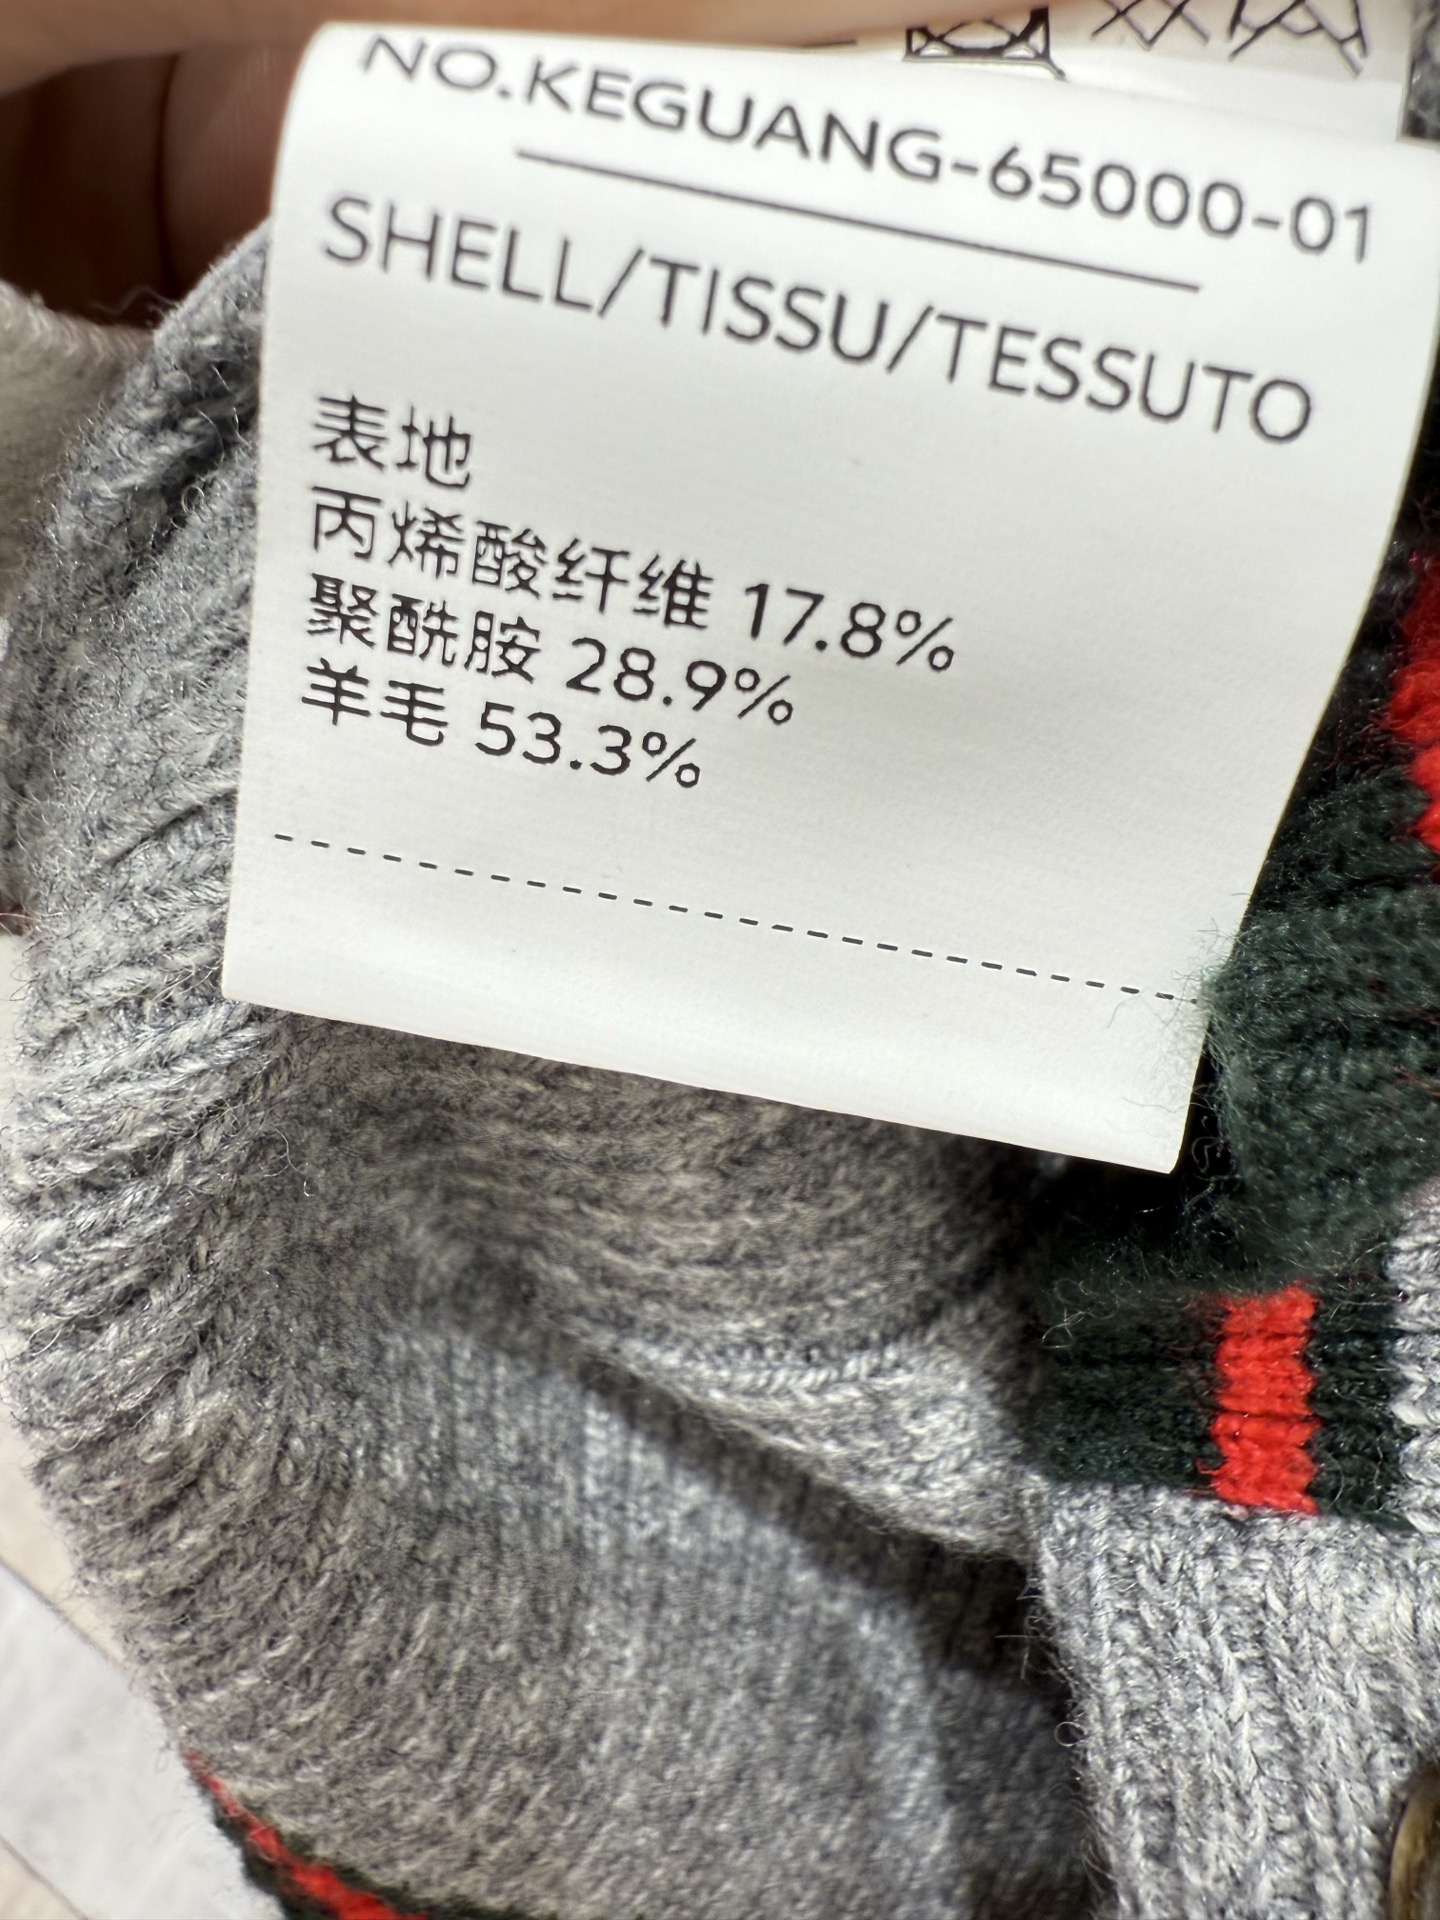 NO.KEGUANG-65000-01
SHELL/TISSU/TESSUTO
表地
丙烯酸纤维 17.8%
聚酰胺 28.9%
羊毛 53.3%